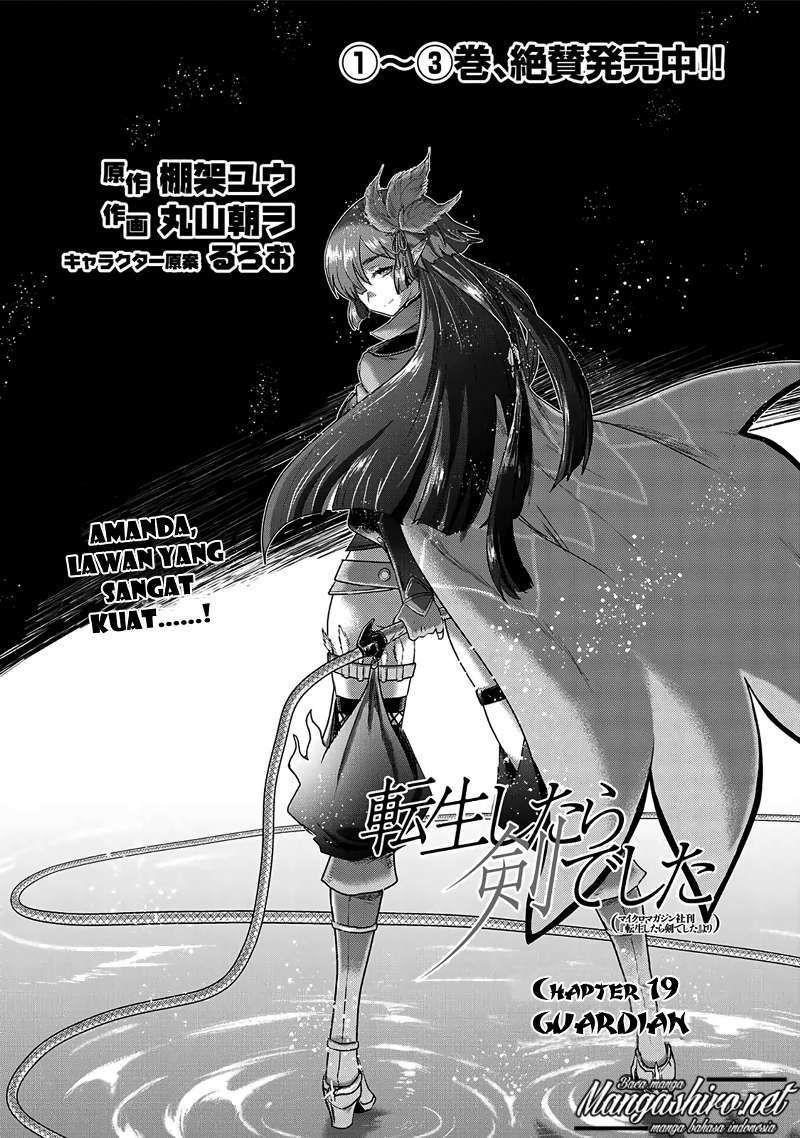 ①～③巻、絶賛発売中!!
原作 棚架ユウ
作画 丸山朝ヲ
キャラクター原案 るろお
AMANDA,
LAWAN YANG
SANGAT
KUAT......!
転生したら
剣でした
(マイクロマガジン社刊
『転生したら剣でした』より)
CHAPTER 19
GUARDIAN
Baca manga
Mangashiro.net
manga bahasa indonesia